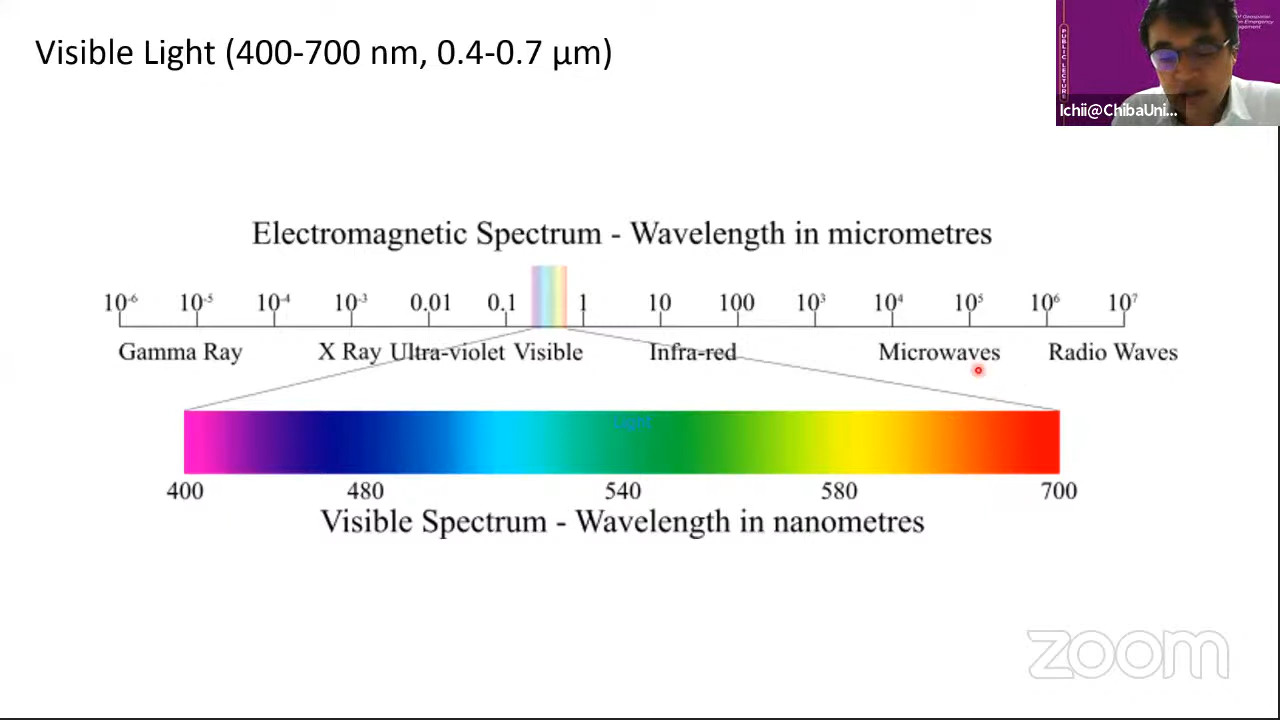 Visible Light (400-700 nm, 0.4-0.7 µm)
PUBLIC LECTURE
Ichii@ChibaUni...
Electromagnetic Spectrum - Wavelength in micrometres
10⁻⁶ 10⁻⁵ 10⁻⁴ 10⁻³ 0.01 0.1 1 10 100 10³ 10⁴ 10⁵ 10⁶ 10⁷
Gamma Ray X Ray Ultra-violet Visible Infra-red Microwaves Radio Waves
Light
400 480 540 580 700
Visible Spectrum - Wavelength in nanometres
zoom